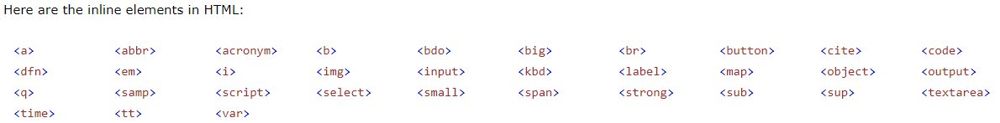 Here are the inline elements in HTML:
<a> <abbr> <acronym> <b> <bdo> <big> <br> <button> <cite> <code>
<dfn> <em> <i> <img> <input> <kbd> <label> <map> <object> <output>
<q> <samp> <script> <select> <small> <span> <strong> <sub> <sup> <textarea>
<time> <tt> <var>